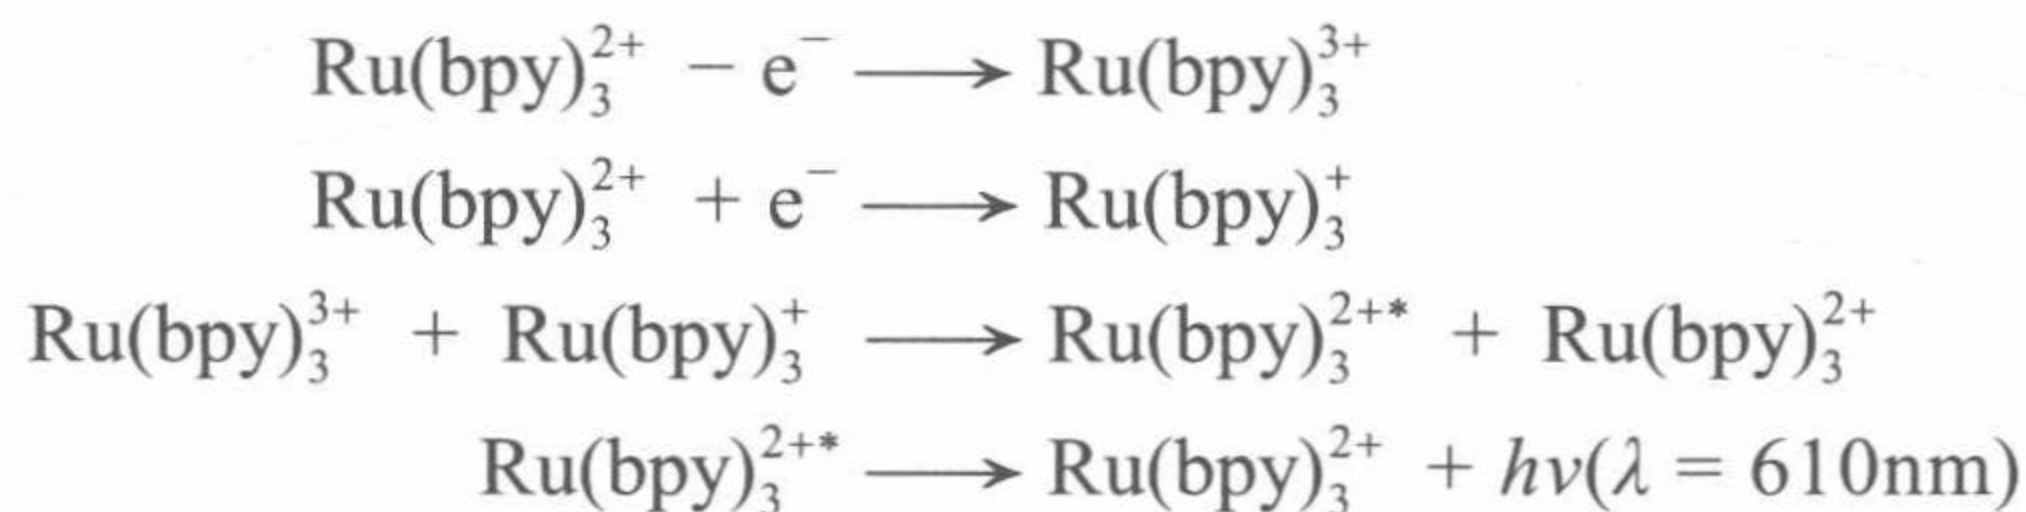 Ru(bpy)₃²⁺ − e⁻ ⟶ Ru(bpy)₃³⁺
Ru(bpy)₃²⁺ + e⁻ ⟶ Ru(bpy)₃⁺
Ru(bpy)₃³⁺ + Ru(bpy)₃⁺ ⟶ Ru(bpy)₃²⁺* + Ru(bpy)₃²⁺
Ru(bpy)₃²⁺* ⟶ Ru(bpy)₃²⁺ + hν(λ = 610nm)